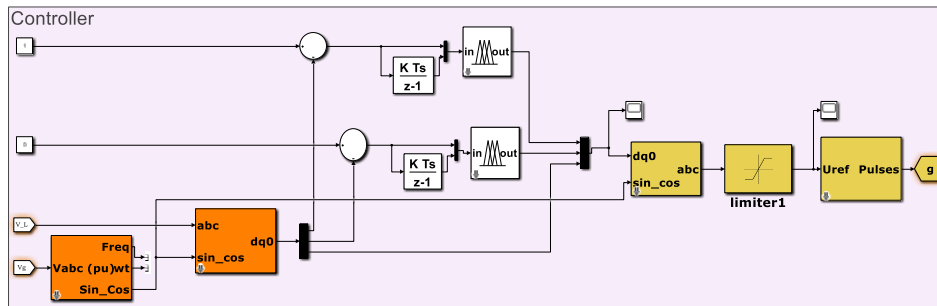 Controller
in out
K Ts
z-1
in out
K Ts
z-1
dq0
abc
sin_cos
limiter1
Uref Pulses
g
V_L
abc
dq0
sin_cos
Vg
Freq
Vabc (pu) wt
Sin_Cos